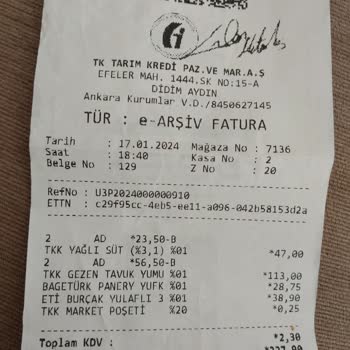 TK TARIM KREDİ PAZ.VE MAR.A.Ş
EFELER MAH. 1444.SK NO:15-A
DİDİM AYDIN
Ankara Kurumlar V.D./8450627145
TÜR : e-ARŞİV FATURA
Tarih : 17.01.2024 Mağaza No : 7136
Saat : 18:40 Kasa No : 2
Belge No : 129 Z No : 20
RefNo : U3P2024000000910
ETTN : c29f95cc-4eb5-ee11-a096-042b58153d2a
2 AD *23,50-B
TKK YAĞLI SÜT (%3,1) %01 *47,00
2 AD *56,50-B
TKK GEZEN TAVUK YUMU %01 *113,00
BAGETÜRK PANERY YUFK %01 *28,75
ETİ BURÇAK YULAFLI 3 %01 *38,90
TKK MARKET POŞETİ %20 *0,25
Toplam KDV : *2,30